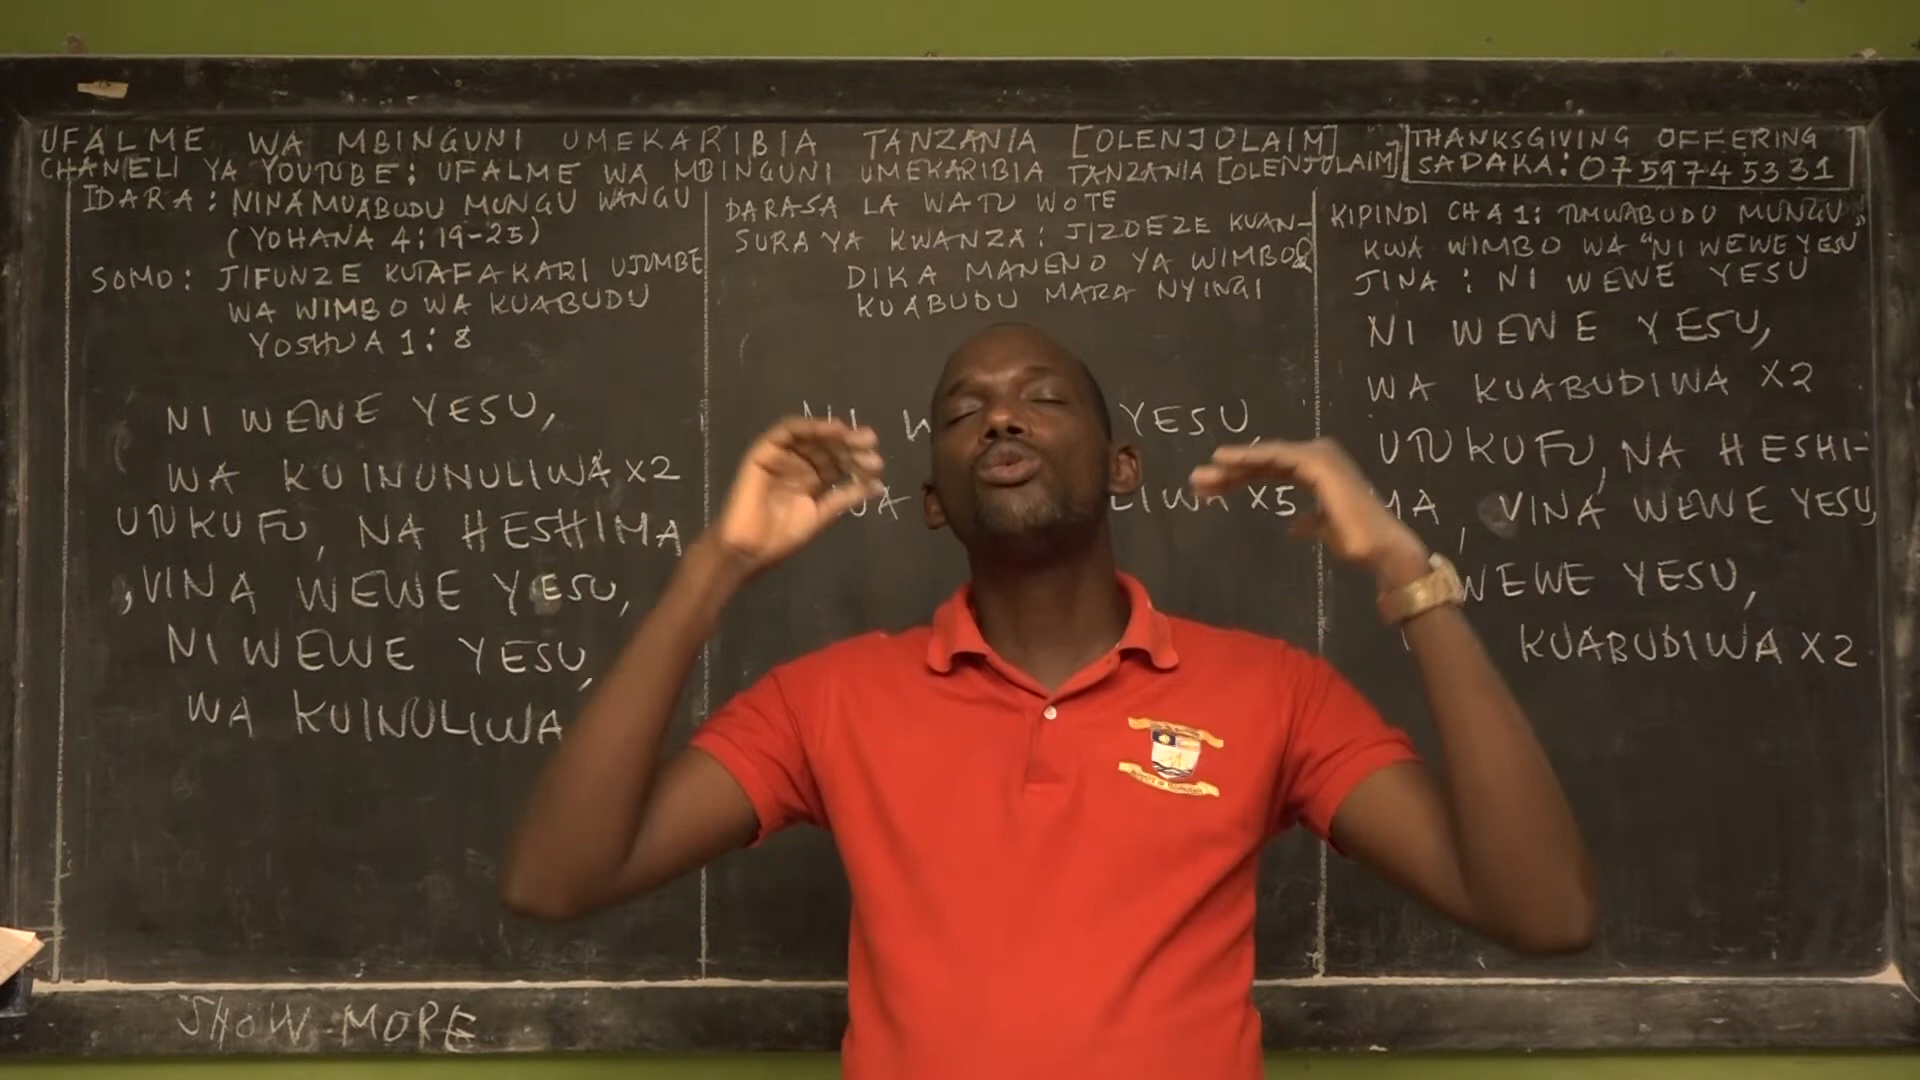 UFALME WA MBINGUNI UMEKARIBIA TANZANIA [OLENJOLAIM]
CHANELI YA YOUTUBE: UFALME WA MBINGUNI UMEKARIBIA TANZANIA [OLENJOLAIM]
THANKSGIVING OFFERING
SADAKA: 0759745331
IDARA: NINAMUABUDU MUNGU WANGU
(YOHANA 4:19-25)
SOMO: JIFUNZE KUTAFAKARI UJUMBE
WA WIMBO WA KUABUDU
YOSHUA 1:8
NI WEWE YESU,
WA KUINUNULIWA X2
UTUKUFU, NA HESHIMA
, VINA WEWE YESU,
NI WEWE YESU,
WA KUINULIWA
DARASA LA WATU WOTE
SURA YA KWANZA: JIZOEZE KUAN-
DIKA MANENO YA WIMBO
KUABUDU MARA NYINGI
NI YESU,
X5
KIPINDI CHA 1: TUMWABUDU MUNGU
KWA WIMBO WA "NI WEWE YESU"
JINA: NI WEWE YESU
NI WEWE YESU,
WA KUABUDIWA X2
UTUKUFU, NA HESHI-
MA, VINA WEWE YESU,
WEWE YESU,
KUABUDIWA X2
SHOW MORE